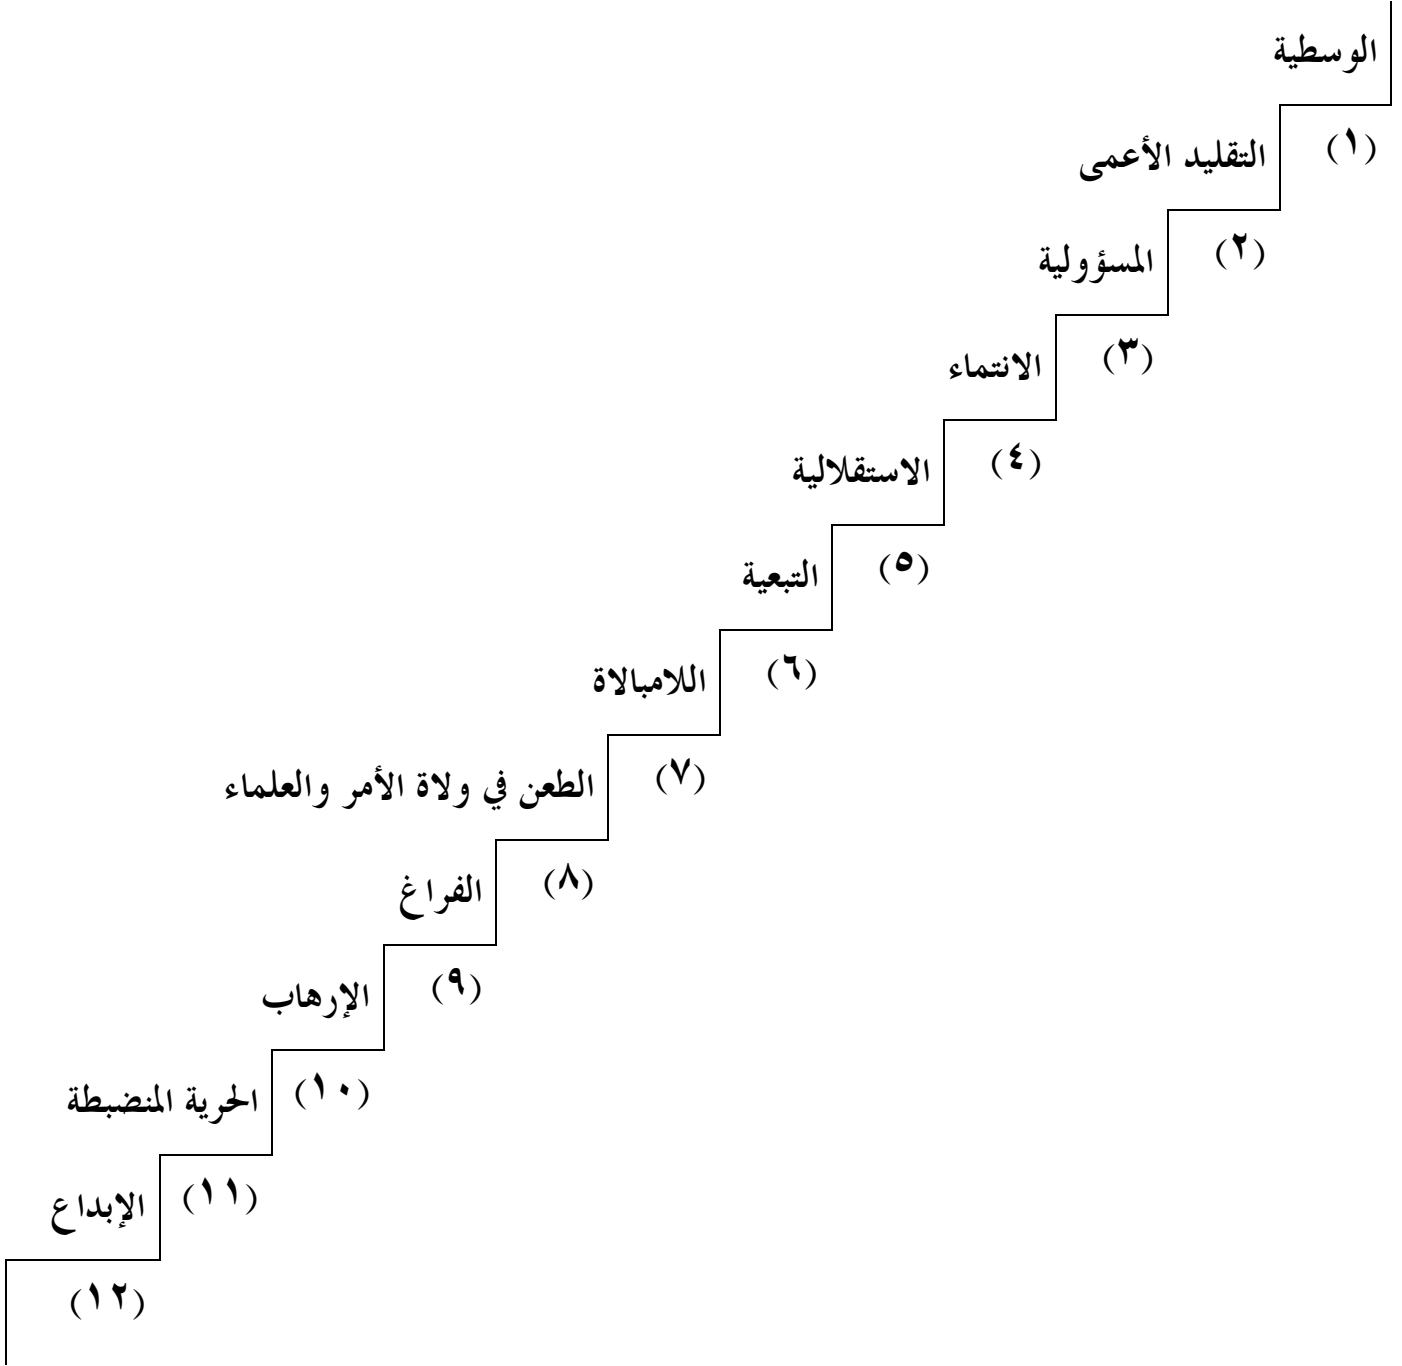 الوسطية
(١) التقليد الأعمى
(٢) المسؤولية
(٣) الانتماء
(٤) الاستقلالية
(٥) التبعية
(٦) اللامبالاة
(٧) الطعن في ولاة الأمر والعلماء
(٨) الفراغ
(٩) الإرهاب
(١٠) الحرية المنضبطة
(١١) الإبداع
(١٢)